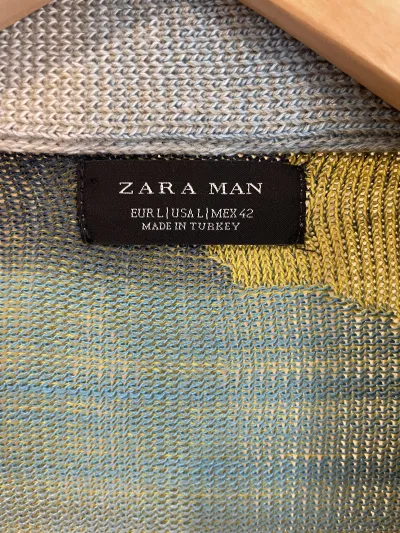 ZARA MAN
EUR L | USA L | MEX 42
MADE IN TURKEY